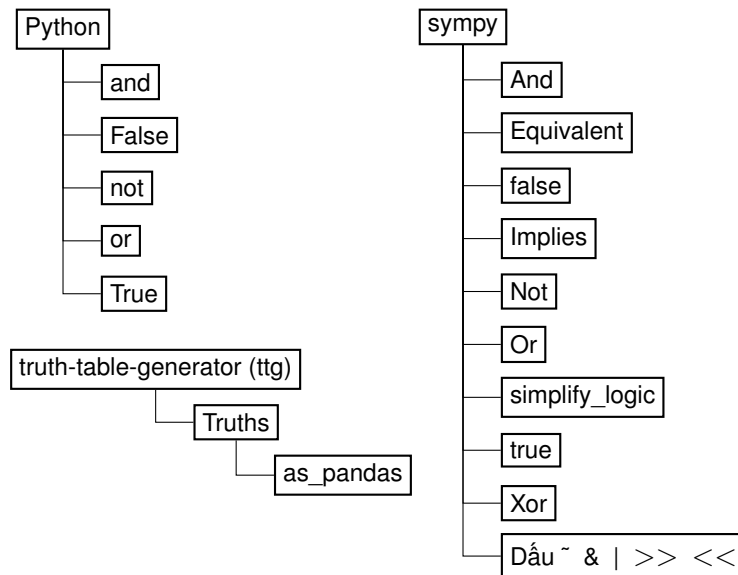 Python
and
False
not
or
True
truth-table-generator (ttg)
Truths
as_pandas
sympy
And
Equivalent
false
Implies
Not
Or
simplify_logic
true
Xor
Dấu ˜ & | >> <<